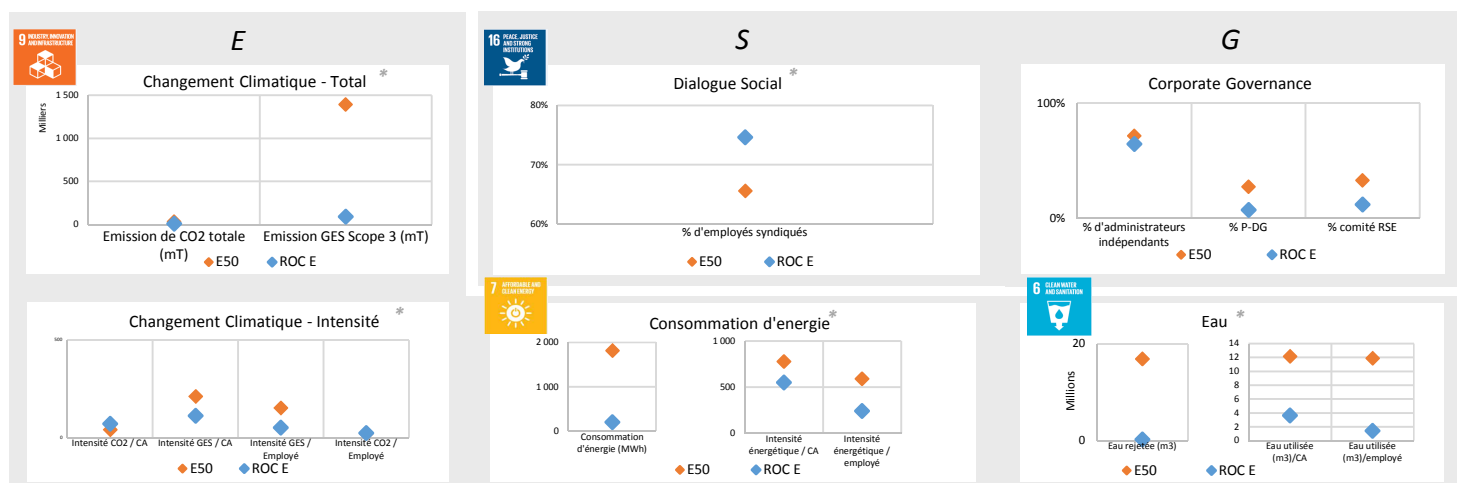 E
S
G
9 INDUSTRY, INNOVATION
AND INFRASTRUCTURE
Changement Climatique - Total *
Milliers
1 500
1 000
500
0
Emission de CO2 totale
(mT)
Emission GES Scope 3 (mT)
E50 ROC E
16 PEACE, JUSTICE
AND STRONG
INSTITUTIONS
Dialogue Social *
80%
70%
60%
% d'employés syndiqués
E50 ROC E
Corporate Governance
100%
0%
% d'administrateurs
indépendants
% P-DG
% comité RSE
E50 ROC E
Changement Climatique - Intensité *
500
0
Intensité CO2 / CA
Intensité GES / CA
Intensité GES /
Employé
Intensité CO2 /
Employé
E50 ROC E
7 AFFORDABLE AND
CLEAN ENERGY
Consommation d'energie *
2 000
1 000
0
Consommation
d'énergie (MWh)
1 000
500
0
Intensité
énergétique / CA
Intensité
énergétique /
employé
E50 ROC E
6 CLEAN WATER
AND SANITATION
Eau *
Millions
20
0
Eau rejetée (m3)
14
12
10
8
6
4
2
0
Eau utilisée
(m3)/CA
Eau utilisée
(m3)/employé
E50 ROC E